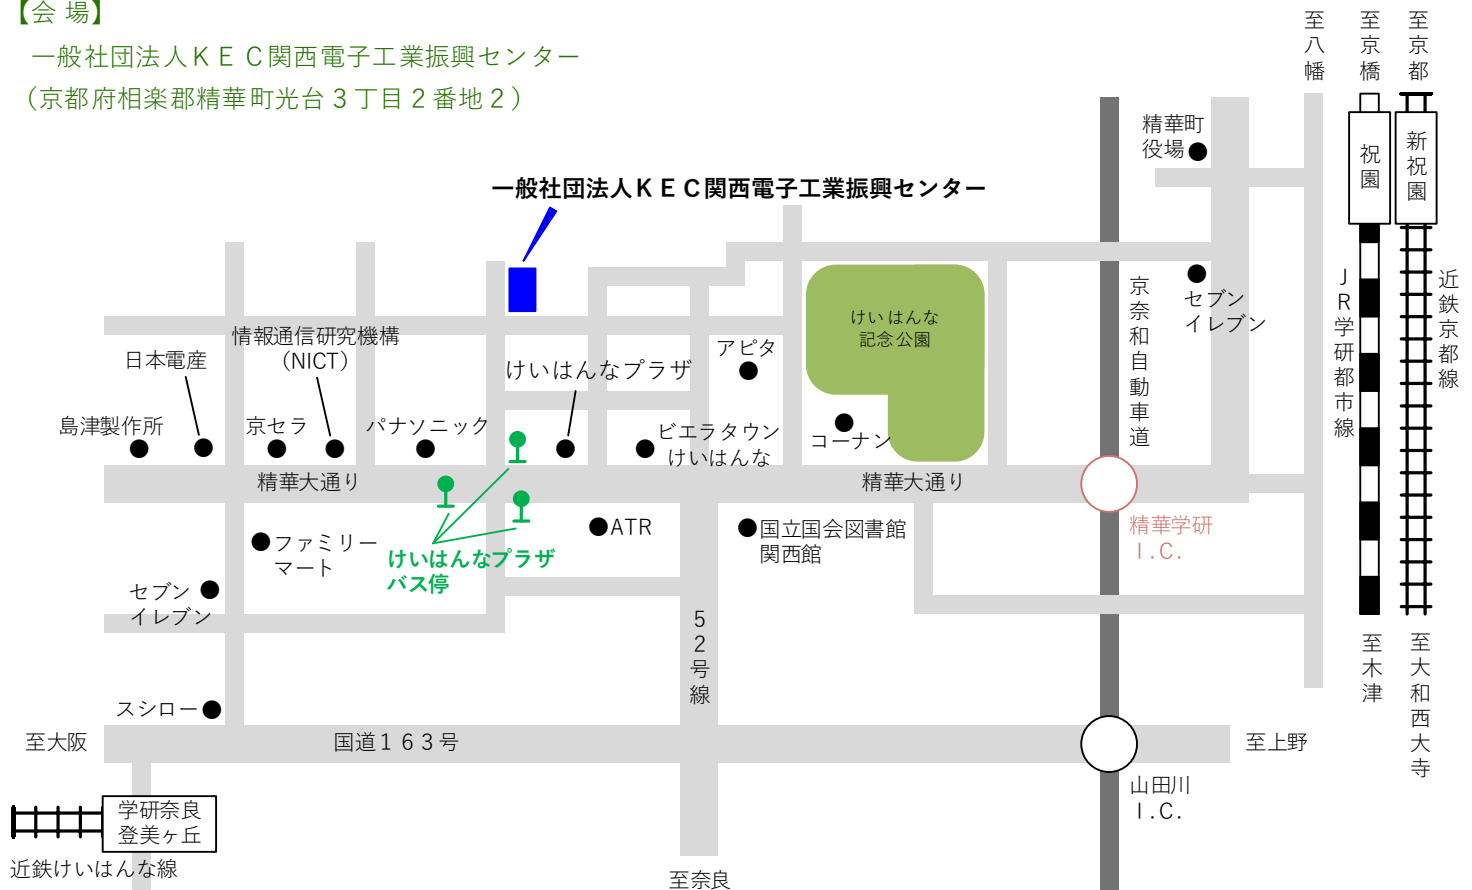 【会 場】
一般社団法人ＫＥＣ関西電子工業振興センター
（京都府相楽郡精華町光台３丁目２番地２）
至八幡
至京橋
至京都
精華町
役場
祝園
新祝園
一般社団法人ＫＥＣ関西電子工業振興センター
セブン
イレブン
京奈和自動車道
ＪＲ学研都市線
近鉄京都線
けいはんな
記念公園
情報通信研究機構
（NICT）
日本電産
アピタ
けいはんなプラザ
島津製作所
京セラ
パナソニック
ビエラタウン
けいはんな
コーナン
精華大通り
精華大通り
ファミリー
マート
けいはんなプラザ
バス停
ATR
国立国会図書館
関西館
精華学研
Ｉ.Ｃ.
セブン
イレブン
５２号線
至木津
至大和西大寺
スシロー
至大阪
国道１６３号
至上野
山田川
Ｉ.Ｃ.
学研奈良
登美ヶ丘
近鉄けいはんな線
至奈良